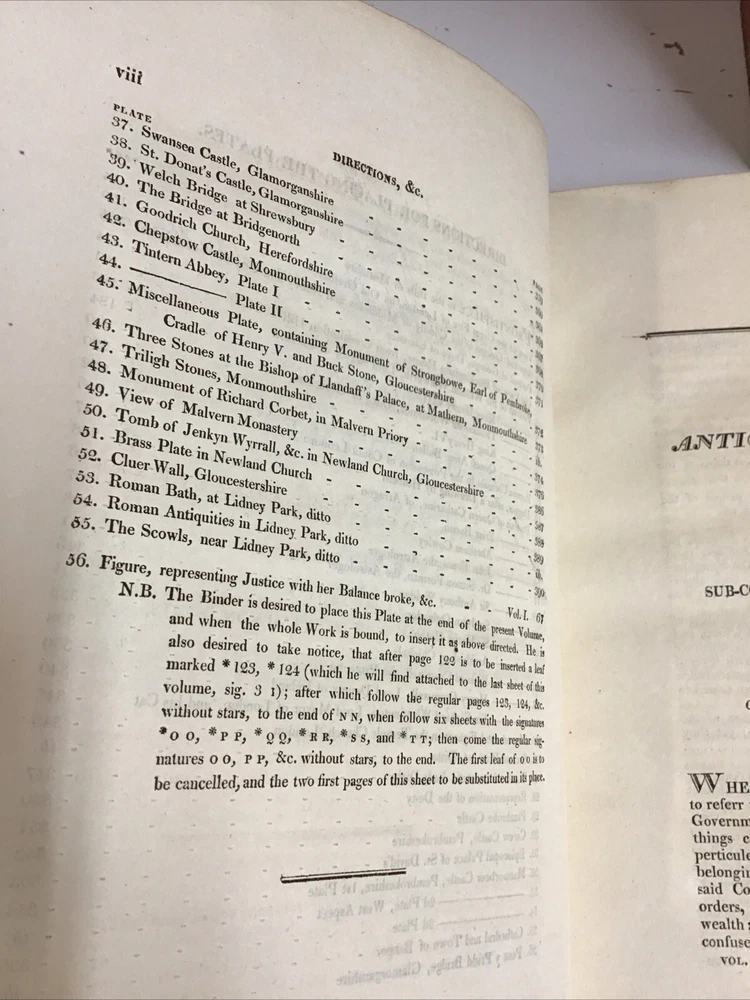 viii
DIRECTIONS, &c.
PLATE
37. Swansea Castle, Glamorganshire
38. St. Donat's Castle, Glamorganshire
39. Welch Bridge at Shrewsbury
40. The Bridge at Bridgenorth
41. Goodrich Church, Herefordshire
42. Chepstow Castle, Monmouthshire
43. Tintern Abbey, Plate I
44. ———— Plate II
45. Miscellaneous Plate, containing Monument of Strongbowe, Earl of Pembroke,
Cradle of Henry V. and Buck Stone, Gloucestershire
46. Three Stones at the Bishop of Llandaff's Palace, at Mathern, Monmouthshire
47. Triligh Stones, Monmouthshire
48. Monument of Richard Corbet, in Malvern Priory
49. View of Malvern Monastery
50. Tomb of Jenkyn Wyrrall, &c. in Newland Church, Gloucestershire
51. Brass Plate in Newland Church
52. Cluer Wall, Gloucestershire
53. Roman Bath, at Lidney Park, ditto
54. Roman Antiquities in Lidney Park, ditto
55. The Scowls, near Lidney Park, ditto - 390
56. Figure, representing Justice with her Balance broke, &c. - - Vol. I. 67
N.B. The Binder is desired to place this Plate at the end of the present Volume,
and when the whole Work is bound, to insert it as above directed. He is
also desired to take notice, that after page 122 is to be inserted a leaf
marked *123, *124 (which he will find attached to the last sheet of this
volume, sig. 3 I); after which follow the regular pages 123, 124, &c.
without stars, to the end of N N, when follow six sheets with the signatures
*O O, *P P, *Q Q, *R R, *S S, and *T T; then come the regular sig-
natures O O, P P, &c. without stars, to the end. The first leaf of O O is to
be cancelled, and the two first pages of this sheet to be substituted in its place.
ANTI
SUB-C
WHE
to referr
Governm
things c
perticule
belongin
said Co
orders,
wealth
confuse
VOL.